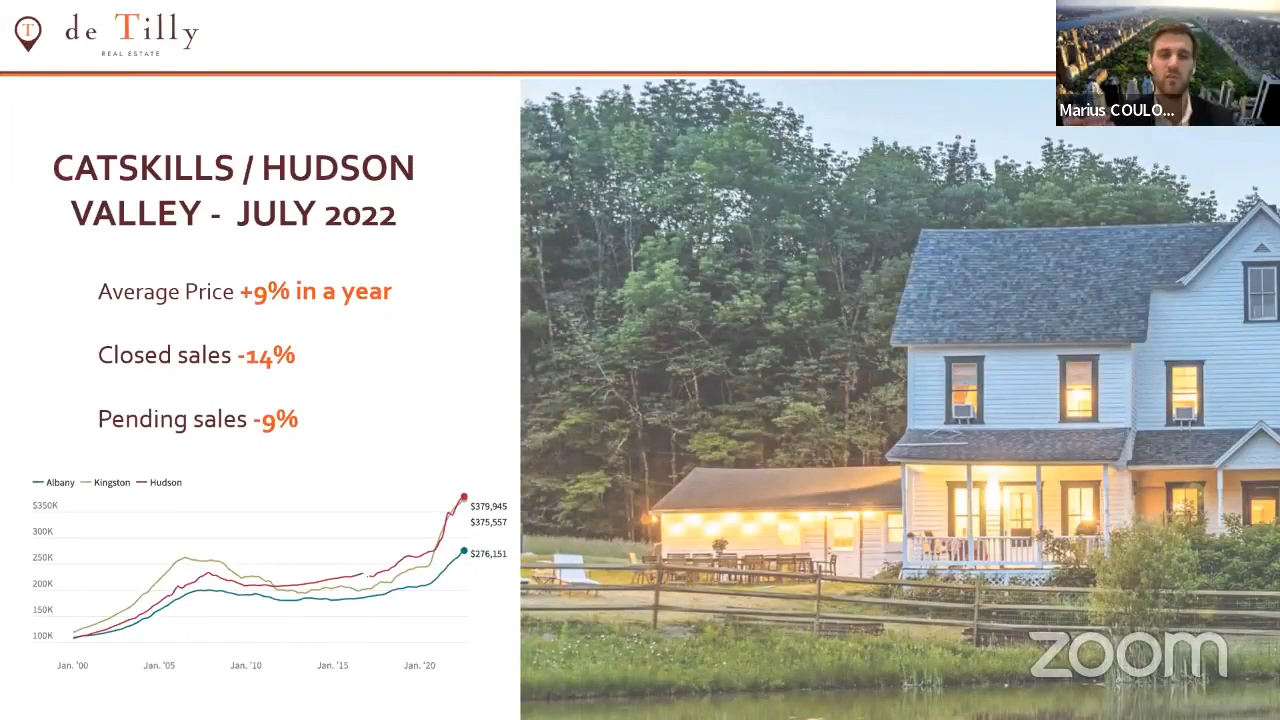 T
de Tilly
REAL ESTATE
Marius COULO...
CATSKILLS / HUDSON
VALLEY - JULY 2022
Average Price +9% in a year
Closed sales -14%
Pending sales -9%
Albany Kingston Hudson
$350K
300K
250K
200K
150K
100K
$379,945
$375,557
$276,151
Jan. '00 Jan. '05 Jan. '10 Jan. '15 Jan. '20
zoom